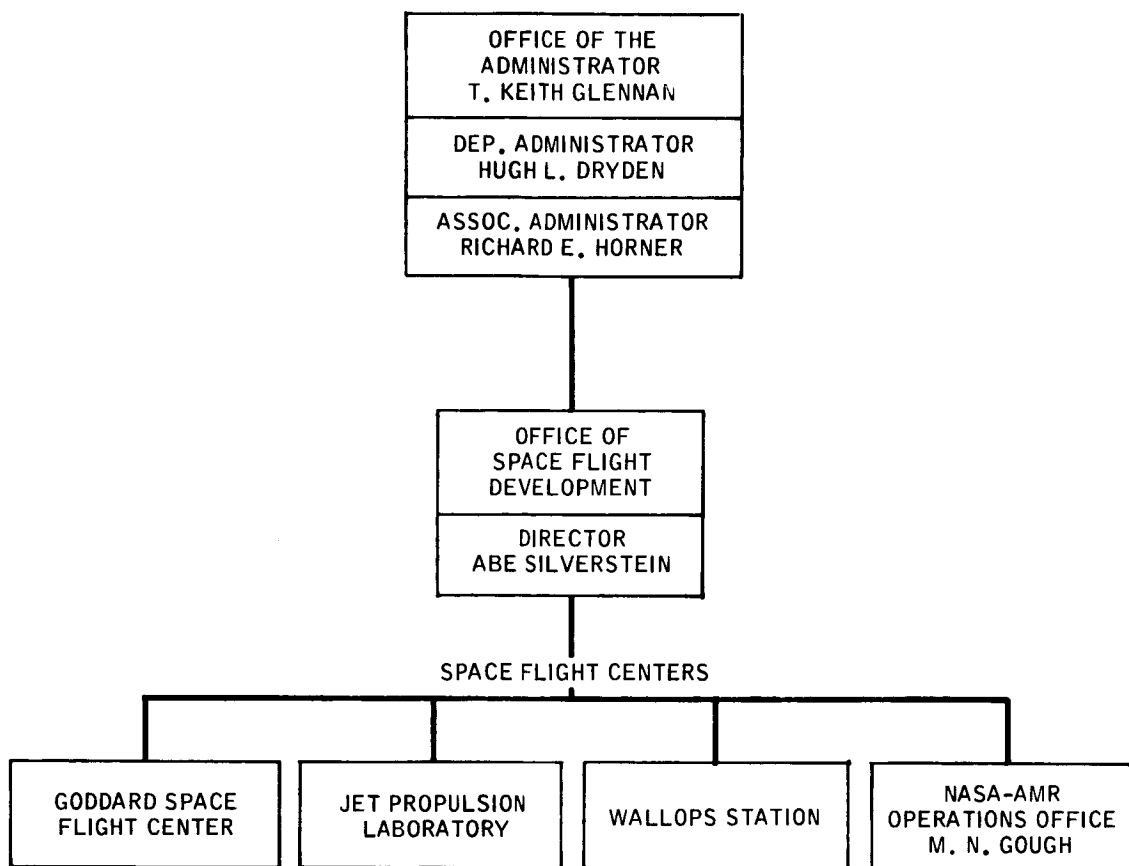 OFFICE OF THE
ADMINISTRATOR
T. KEITH GLENNAN
DEP. ADMINISTRATOR
HUGH L. DRYDEN
ASSOC. ADMINISTRATOR
RICHARD E. HORNER
OFFICE OF
SPACE FLIGHT
DEVELOPMENT
DIRECTOR
ABE SILVERSTEIN
SPACE FLIGHT CENTERS
GODDARD SPACE
FLIGHT CENTER
JET PROPULSION
LABORATORY
WALLOPS STATION
NASA-AMR
OPERATIONS OFFICE
M. N. GOUGH